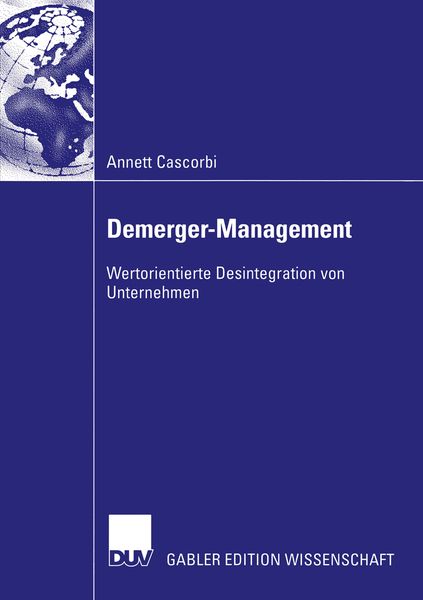 Annett Cascorbi
Demerger-Management
Wertorientierte Desintegration von
Unternehmen
DUV
GABLER EDITION WISSENSCHAFT